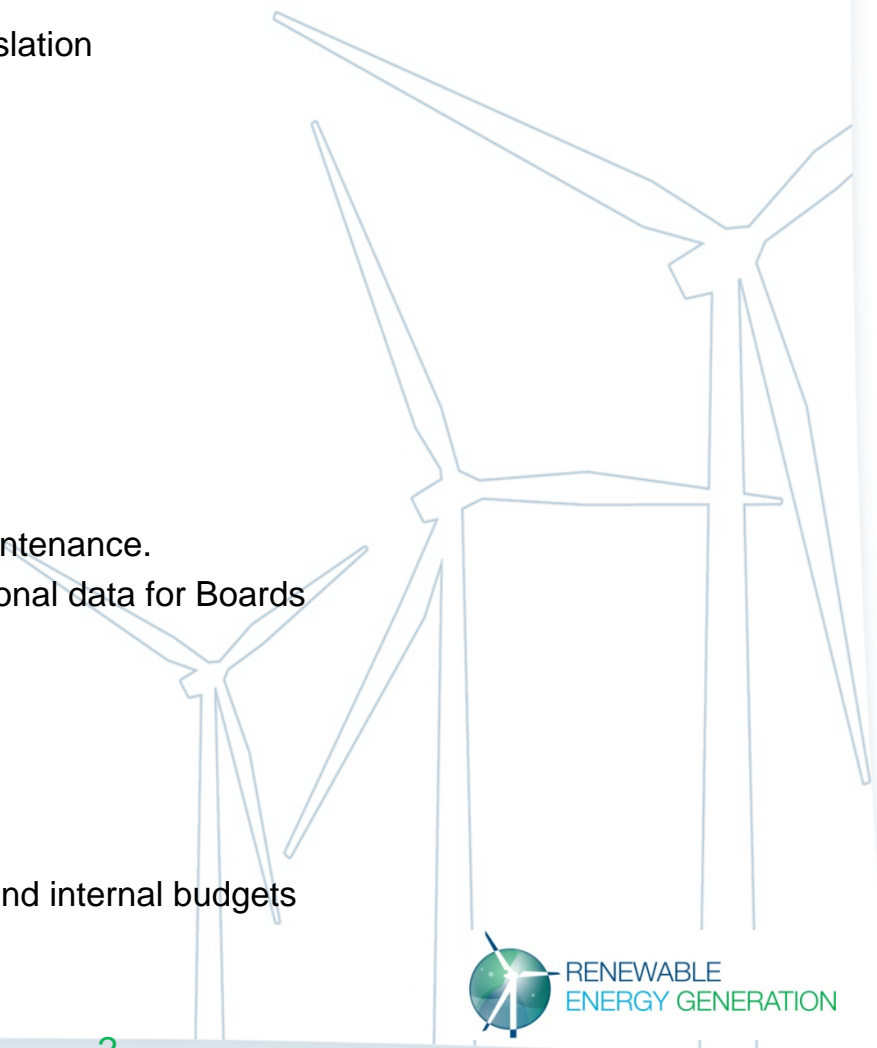 slation
ntenance.
onal data for Boards
nd internal budgets
RENEWABLE
ENERGY GENERATION